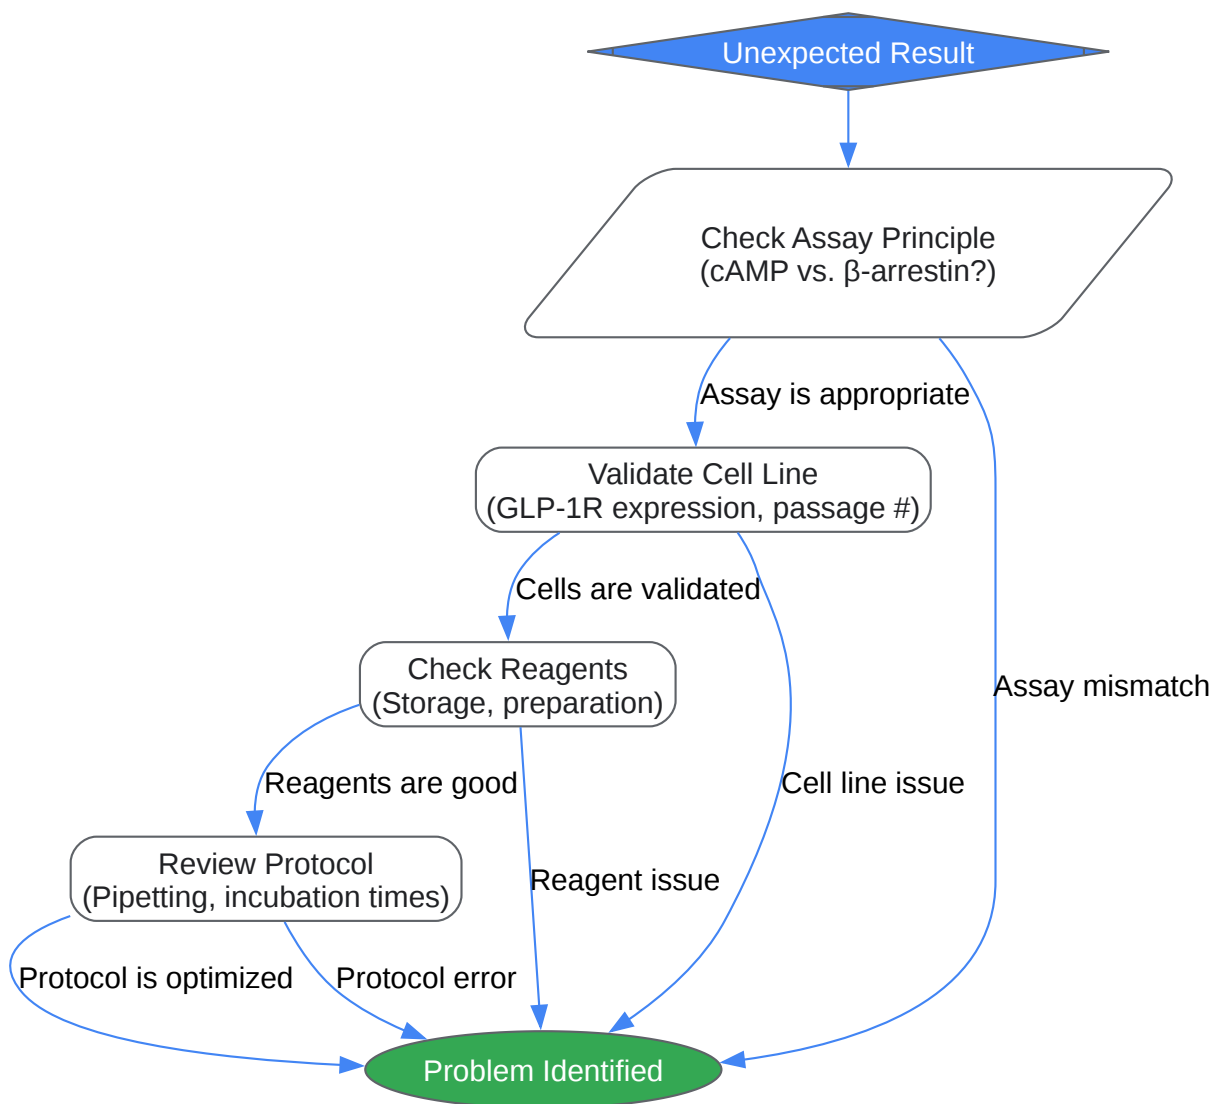 Unexpected Result
Check Assay Principle
(cAMP vs. β-arrestin?)
Assay is appropriate
Validate Cell Line
(GLP-1R expression, passage #)
Cells are validated
Check Reagents
(Storage, preparation)
Assay mismatch
Reagents are good
Cell line issue
Review Protocol
(Pipetting, incubation times)
Reagent issue
Protocol is optimized
Protocol error
Problem Identified